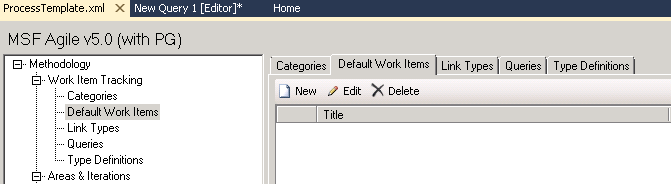 ProcessTemplate.xml X New Query 1 [Editor]* Home
MSF Agile v5.0 (with PG)
Methodology
Work Item Tracking
Categories
Default Work Items
Link Types
Queries
Type Definitions
Areas & Iterations
Categories Default Work Items Link Types Queries Type Definitions
New Edit Delete
Title